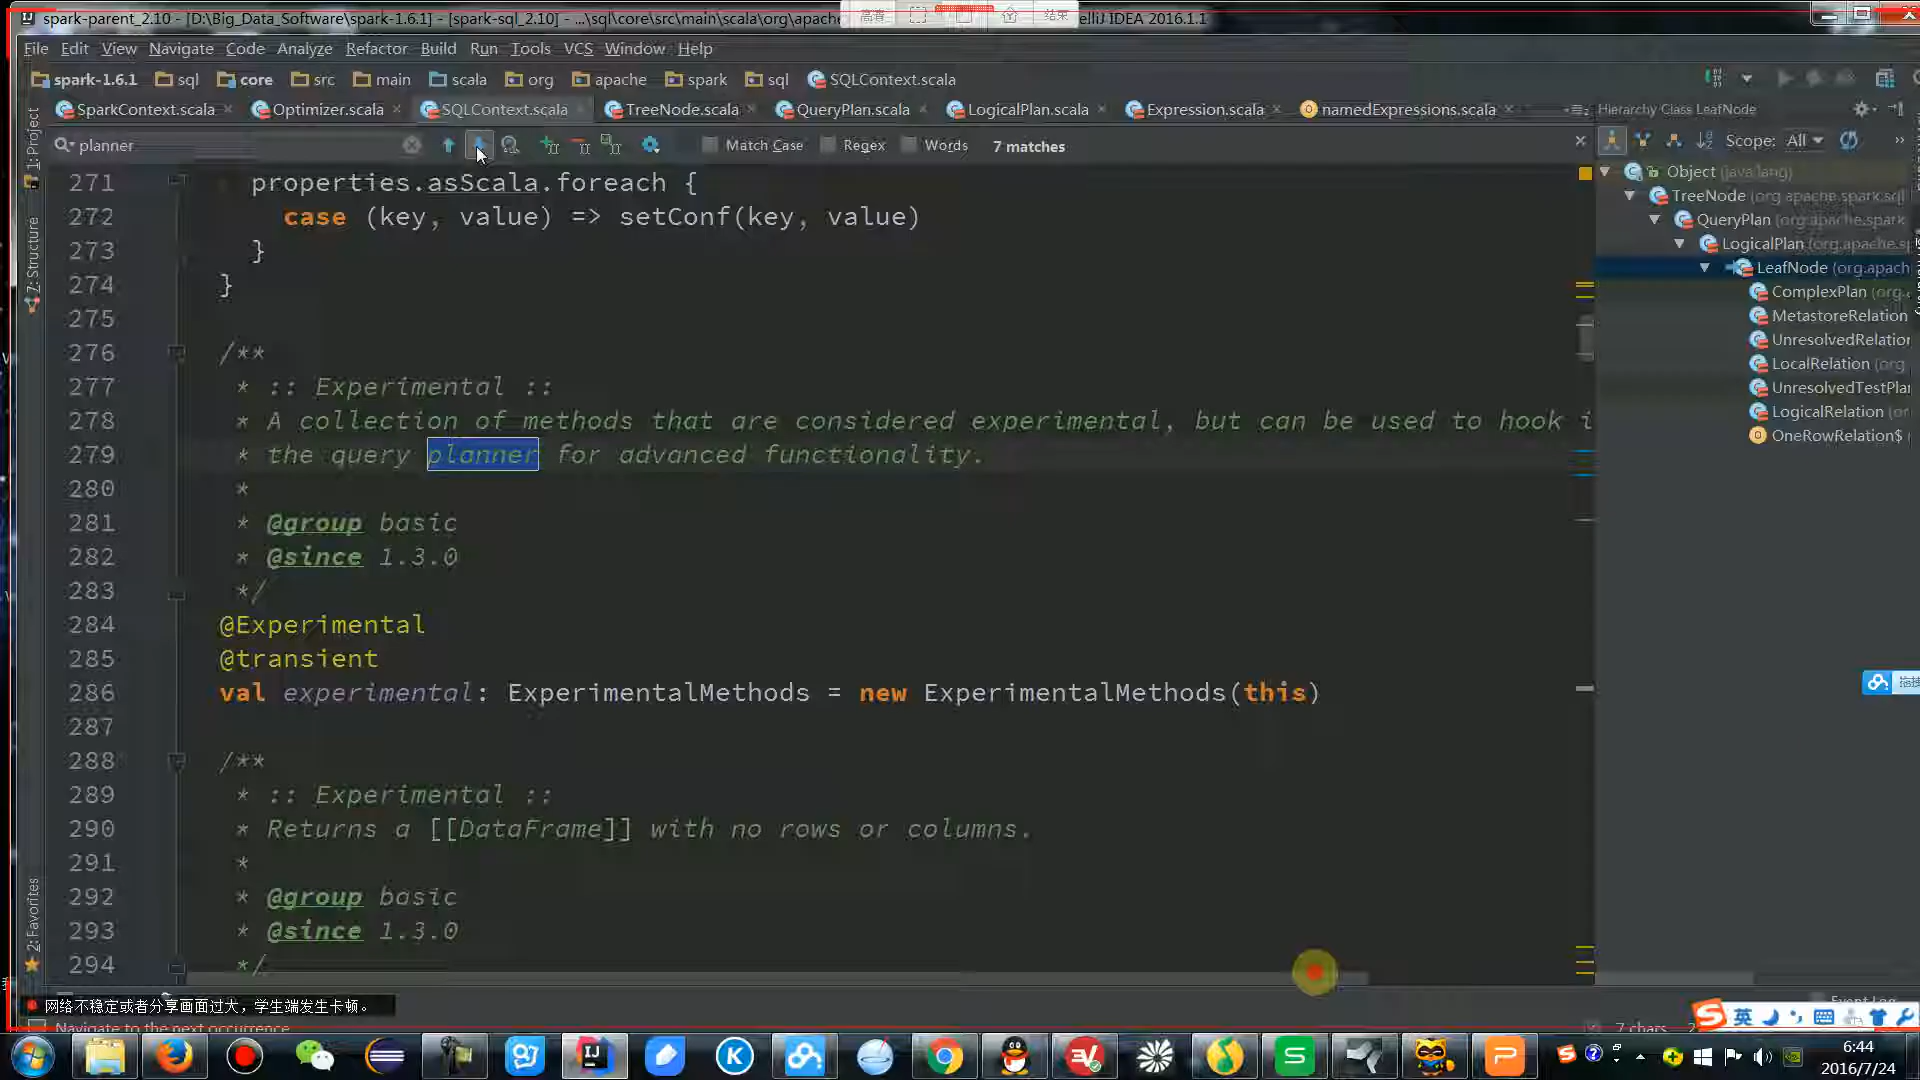 spark-parent_2.10 - [D:\Big_Data_Software\spark-1.6.1] - [spark-sql_2.10] - ...\sql\core\src\main\scala\org\apache
高清
结束
elliJ IDEA 2016.1.1
File Edit View Navigate Code Analyze Refactor Build Run Tools VCS Window Help
spark-1.6.1 sql core src main scala org apache spark sql SQLContext.scala
SparkContext.scala Optimizer.scala SQLContext.scala TreeNode.scala QueryPlan.scala LogicalPlan.scala Expression.scala namedExpressions.scala
Hierarchy Class LeafNode
planner
Match Case Regex Words 7 matches
Scope: All
1: Project
7: Structure
2: Favorites
271 properties.asScala.foreach {
272 case (key, value) => setConf(key, value)
273 }
274 }
275
276 /**
277 * :: Experimental ::
278 * A collection of methods that are considered experimental, but can be used to hook i
279 * the query planner for advanced functionality.
280 *
281 * @group basic
282 * @since 1.3.0
283 */
284 @Experimental
285 @transient
286 val experimental: ExperimentalMethods = new ExperimentalMethods(this)
287
288 /**
289 * :: Experimental ::
290 * Returns a [[DataFrame]] with no rows or columns.
291 *
292 * @group basic
293 * @since 1.3.0
294 */
Object (java.lang)
TreeNode (org.apache.spark.sql
QueryPlan (org.apache.spark
LogicalPlan (org.apache.s
LeafNode (org.apach
ComplexPlan (org.
MetastoreRelation
UnresolvedRelation
LocalRelation (org
UnresolvedTestPla
LogicalRelation (or
OneRowRelation$ (
网络不稳定或者分享画面过大，学生端发生卡顿。
Navigate to the next occurrence
Event Log
7 chars
英
6:44
2016/7/24